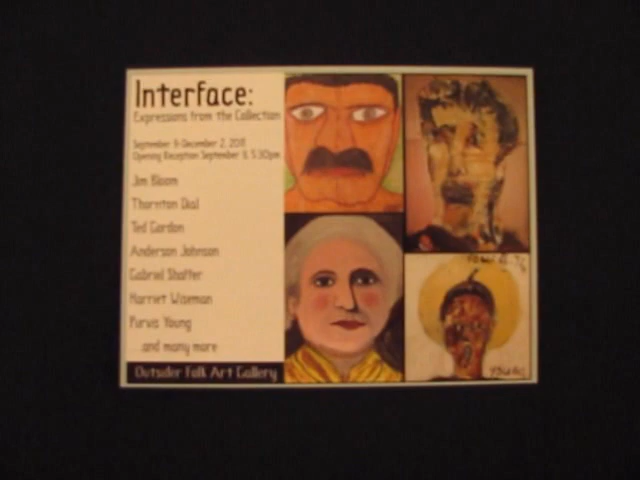 Interface:
Expressions from the Collection
September 9-December 2, 2011
Opening Reception September 9, 5:30pm
Jim Bloom
Thornton Dial
Ted Gordon
Anderson Johnson
Gabriel Shaffer
Harriet Wiseman
Purvis Young
...and many more
Outsider Folk Art Gallery